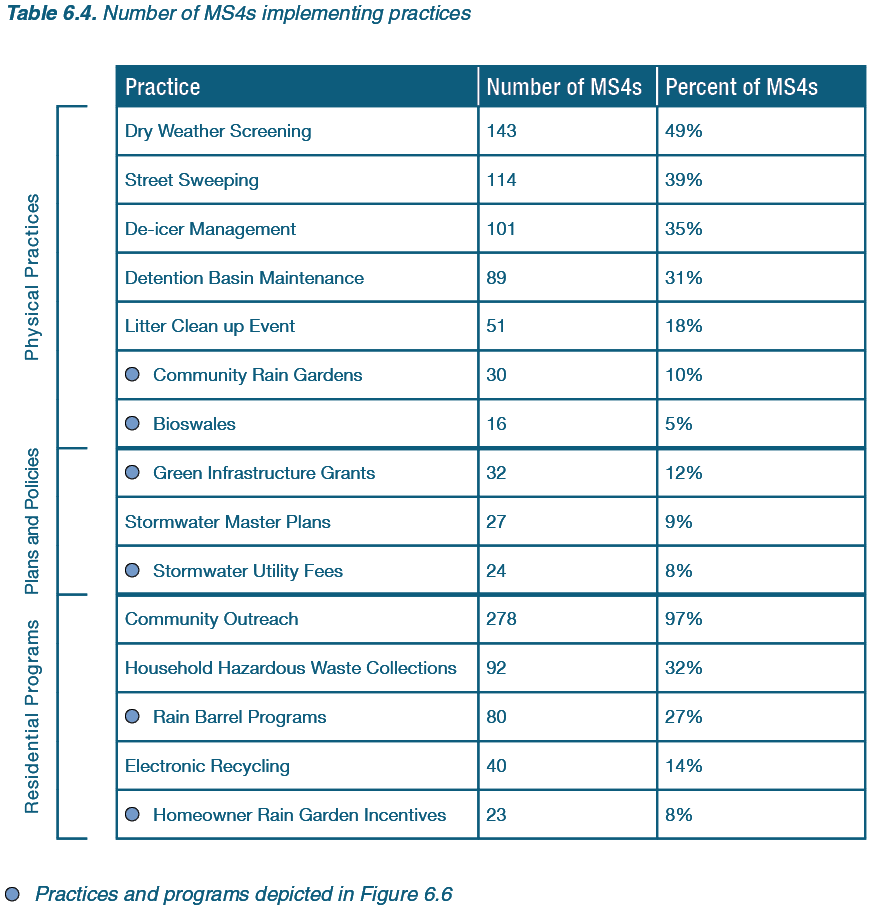 Table 6.4. Number of MS4s implementing practices
Practice Number of MS4s Percent of MS4s
Physical Practices
Dry Weather Screening 143 49%
Street Sweeping 114 39%
De-icer Management 101 35%
Detention Basin Maintenance 89 31%
Litter Clean up Event 51 18%
Community Rain Gardens 30 10%
Bioswales 16 5%
Plans and Policies
Green Infrastructure Grants 32 12%
Stormwater Master Plans 27 9%
Stormwater Utility Fees 24 8%
Residential Programs
Community Outreach 278 97%
Household Hazardous Waste Collections 92 32%
Rain Barrel Programs 80 27%
Electronic Recycling 40 14%
Homeowner Rain Garden Incentives 23 8%
Practices and programs depicted in Figure 6.6